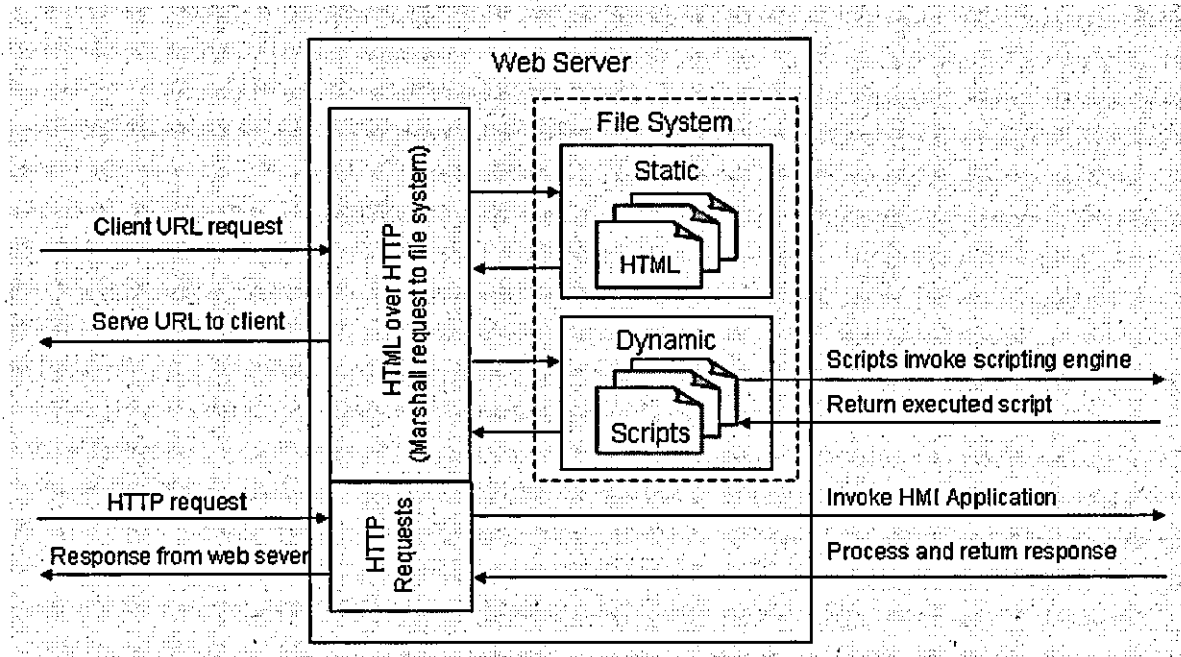 Web Server
File System
Static
HTML
Dynamic
Scripts
HTML over HTTP
(Marshall request to file system)
HTTP
Requests
Client URL request
Serve URL to client
HTTP request
Response from web sever
Scripts invoke scripting engine
Return executed script
Invoke HMI Application
Process and return response